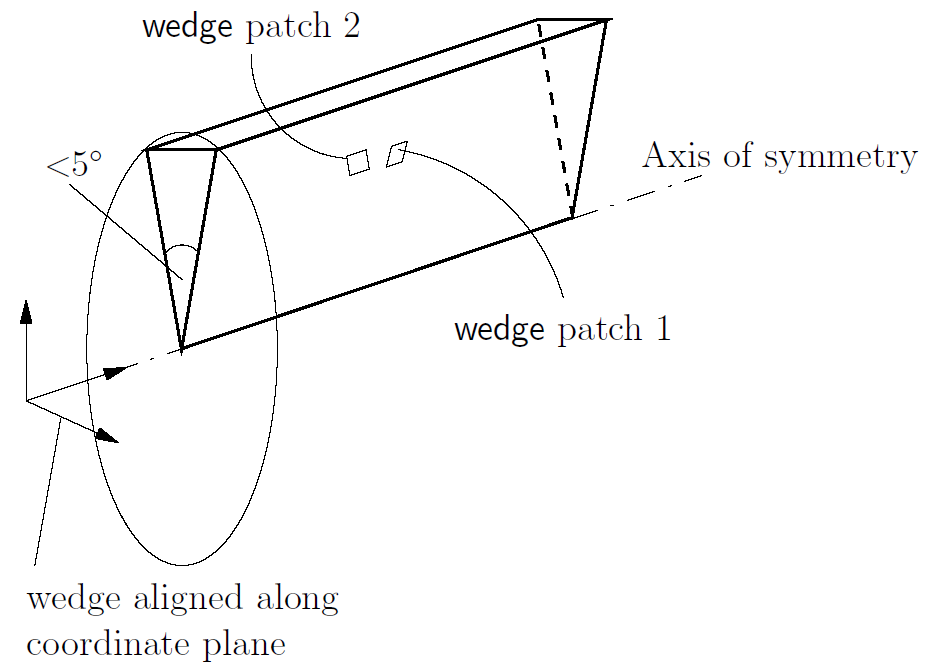 wedge patch 2
<5°
Axis of symmetry
wedge patch 1
wedge aligned along
coordinate plane